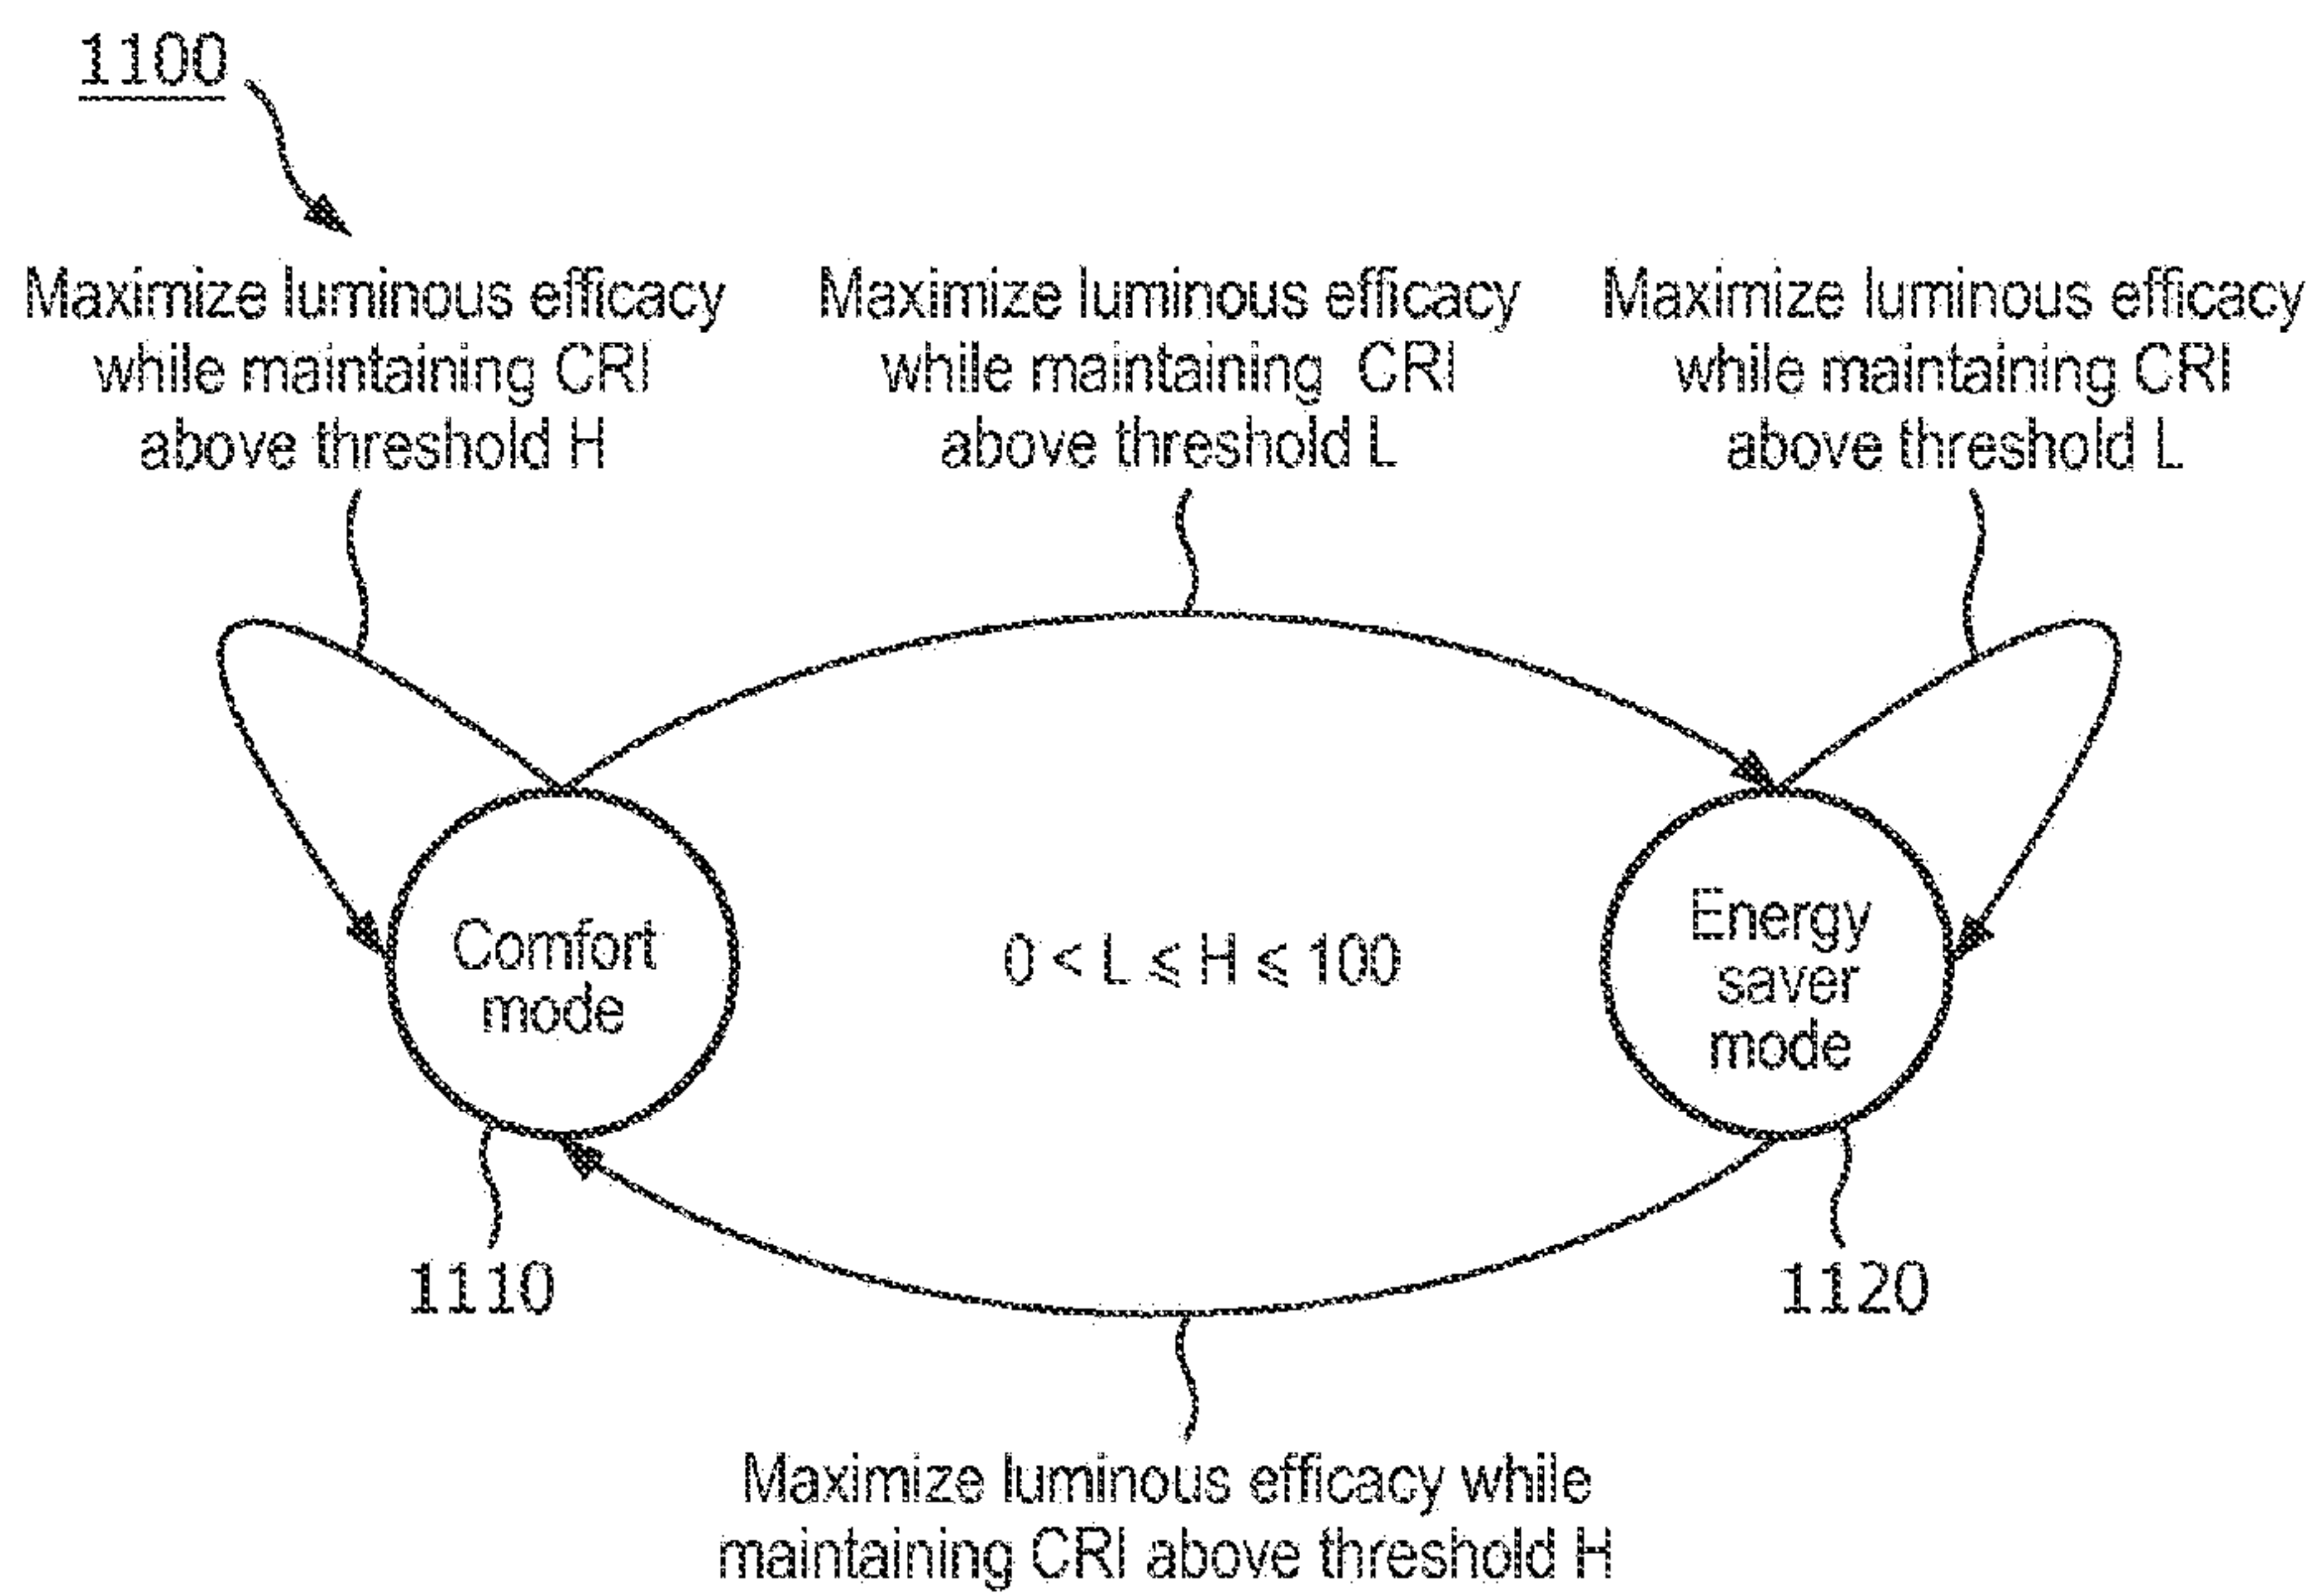 1100
Maximize luminous efficacy
while maintaining CRI
above threshold H
Maximize luminous efficacy
while maintaining CRI
above threshold L
Maximize luminous efficacy
while maintaining CRI
above threshold L
Comfort
mode
0 < L ≤ H ≤ 100
Energy
saver
mode
1110
1120
Maximize luminous efficacy while
maintaining CRI above threshold H